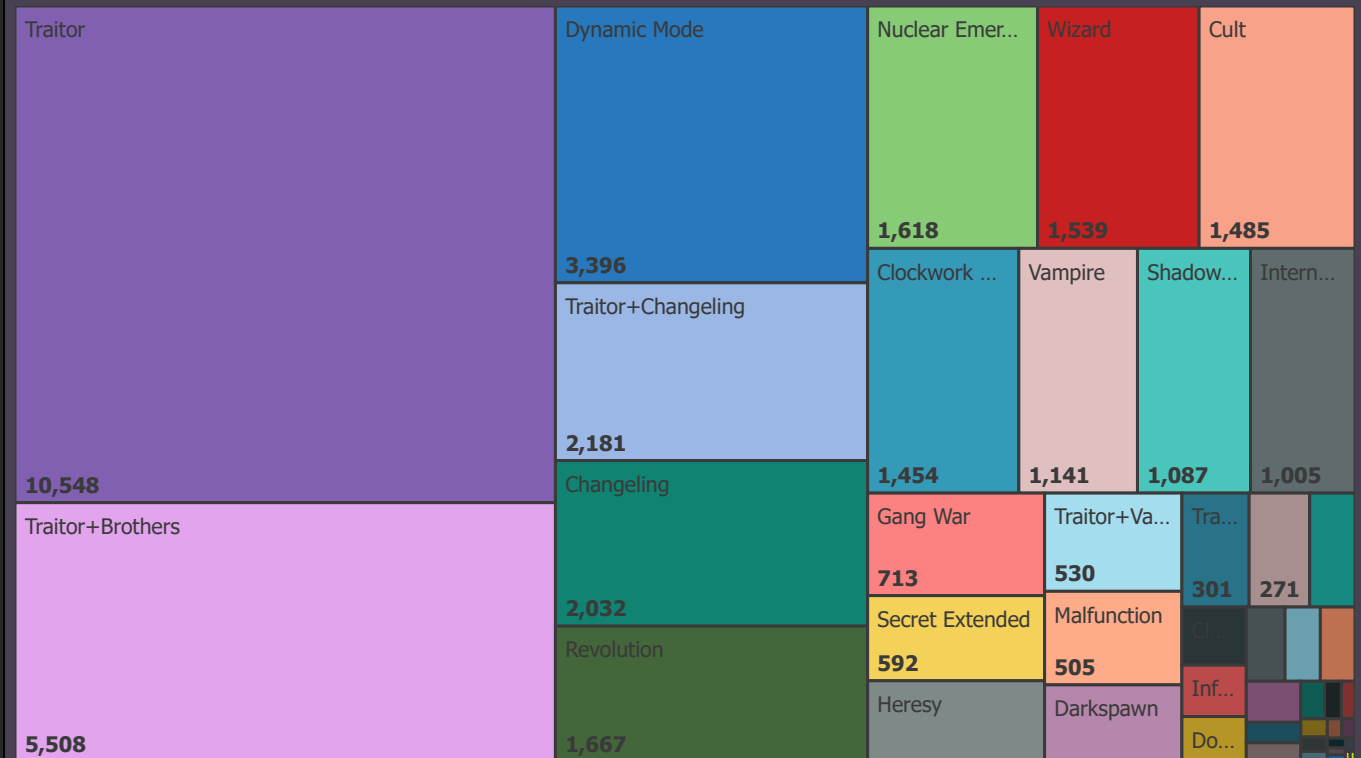 Traitor
10,548
Traitor+Brothers
5,508
Dynamic Mode
3,396
Traitor+Changeling
2,181
Changeling
2,032
Revolution
1,667
Nuclear Emer...
1,618
Wizard
1,539
Cult
1,485
Clockwork ...
1,454
Vampire
1,141
Shadow...
1,087
Intern...
1,005
Gang War
713
Secret Extended
592
Heresy
Traitor+Va...
530
Malfunction
505
Darkspawn
Tra...
301
271
Cl...
Inf...
Do...